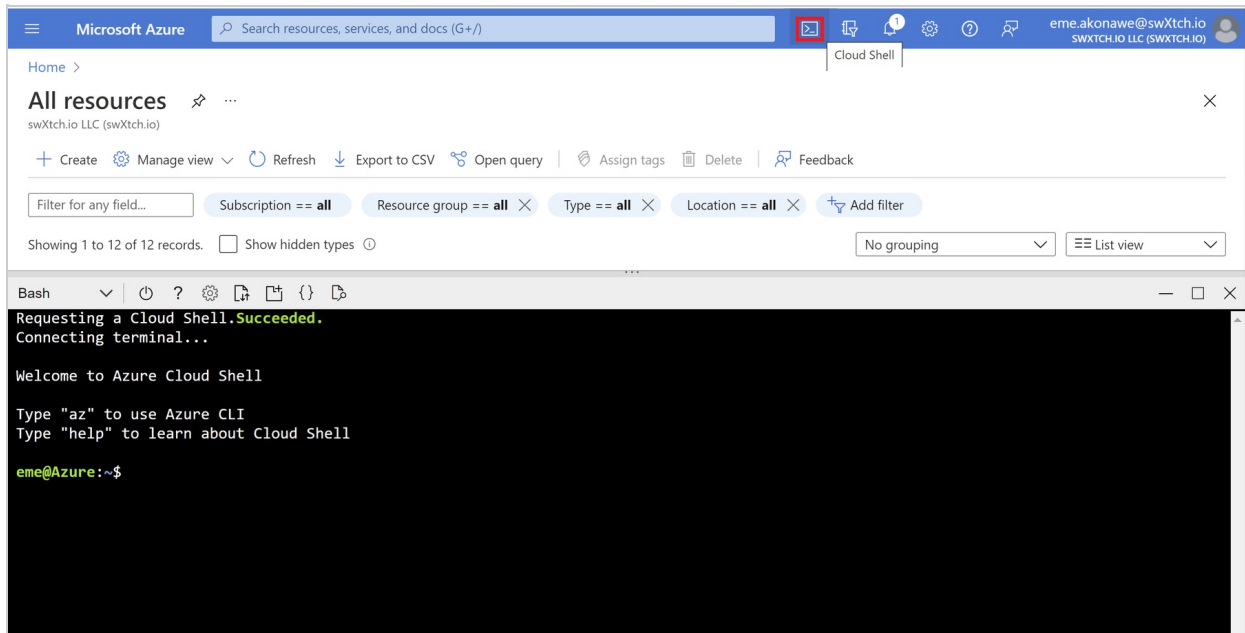 Microsoft Azure
Search resources, services, and docs (G+/)
1
eme.akonawe@swXtch.io
SWXTCH.IO LLC (SWXTCH.IO)
Cloud Shell
Home >
All resources
swXtch.io LLC (swXtch.io)
Create Manage view Refresh Export to CSV Open query Assign tags Delete Feedback
Filter for any field... Subscription == all Resource group == all Type == all Location == all Add filter
Showing 1 to 12 of 12 records. Show hidden types No grouping List view
Bash
Requesting a Cloud Shell.Succeeded.
Connecting terminal...
Welcome to Azure Cloud Shell
Type "az" to use Azure CLI
Type "help" to learn about Cloud Shell
eme@Azure:~$